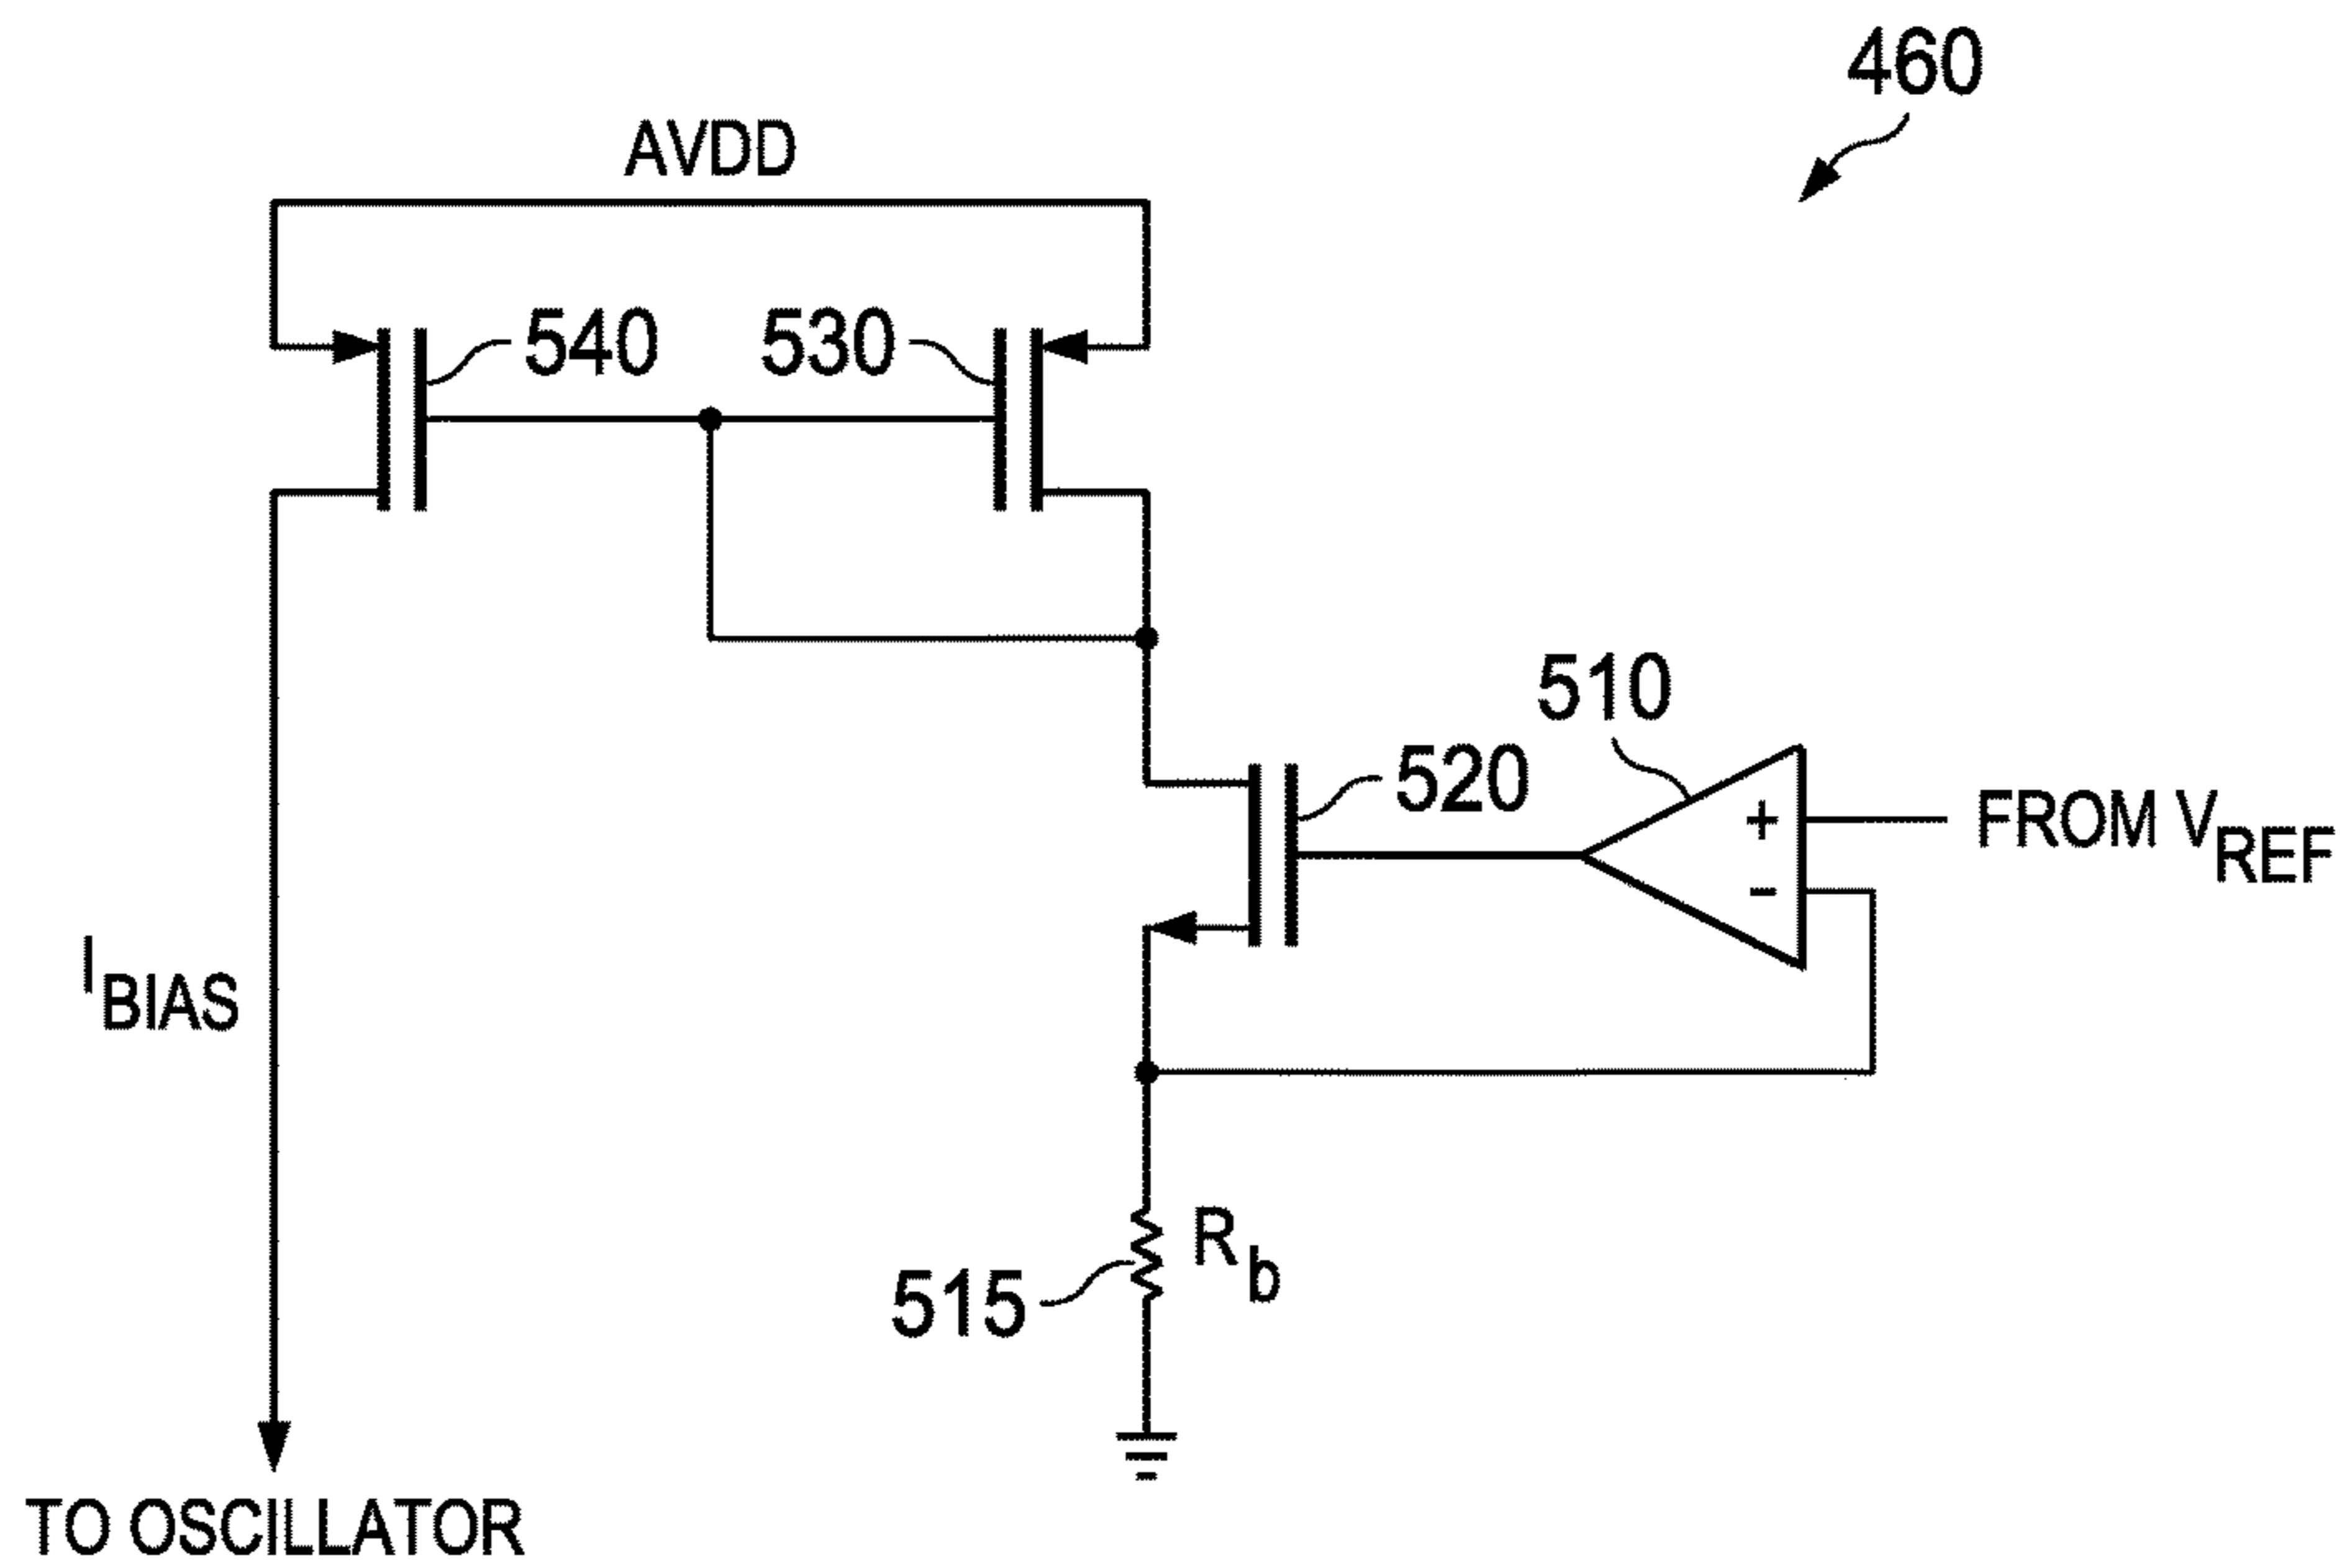 460
AVDD
540
530
510
520
+
-
FROM VREF
IBIAS
Rb
515
TO OSCILLATOR